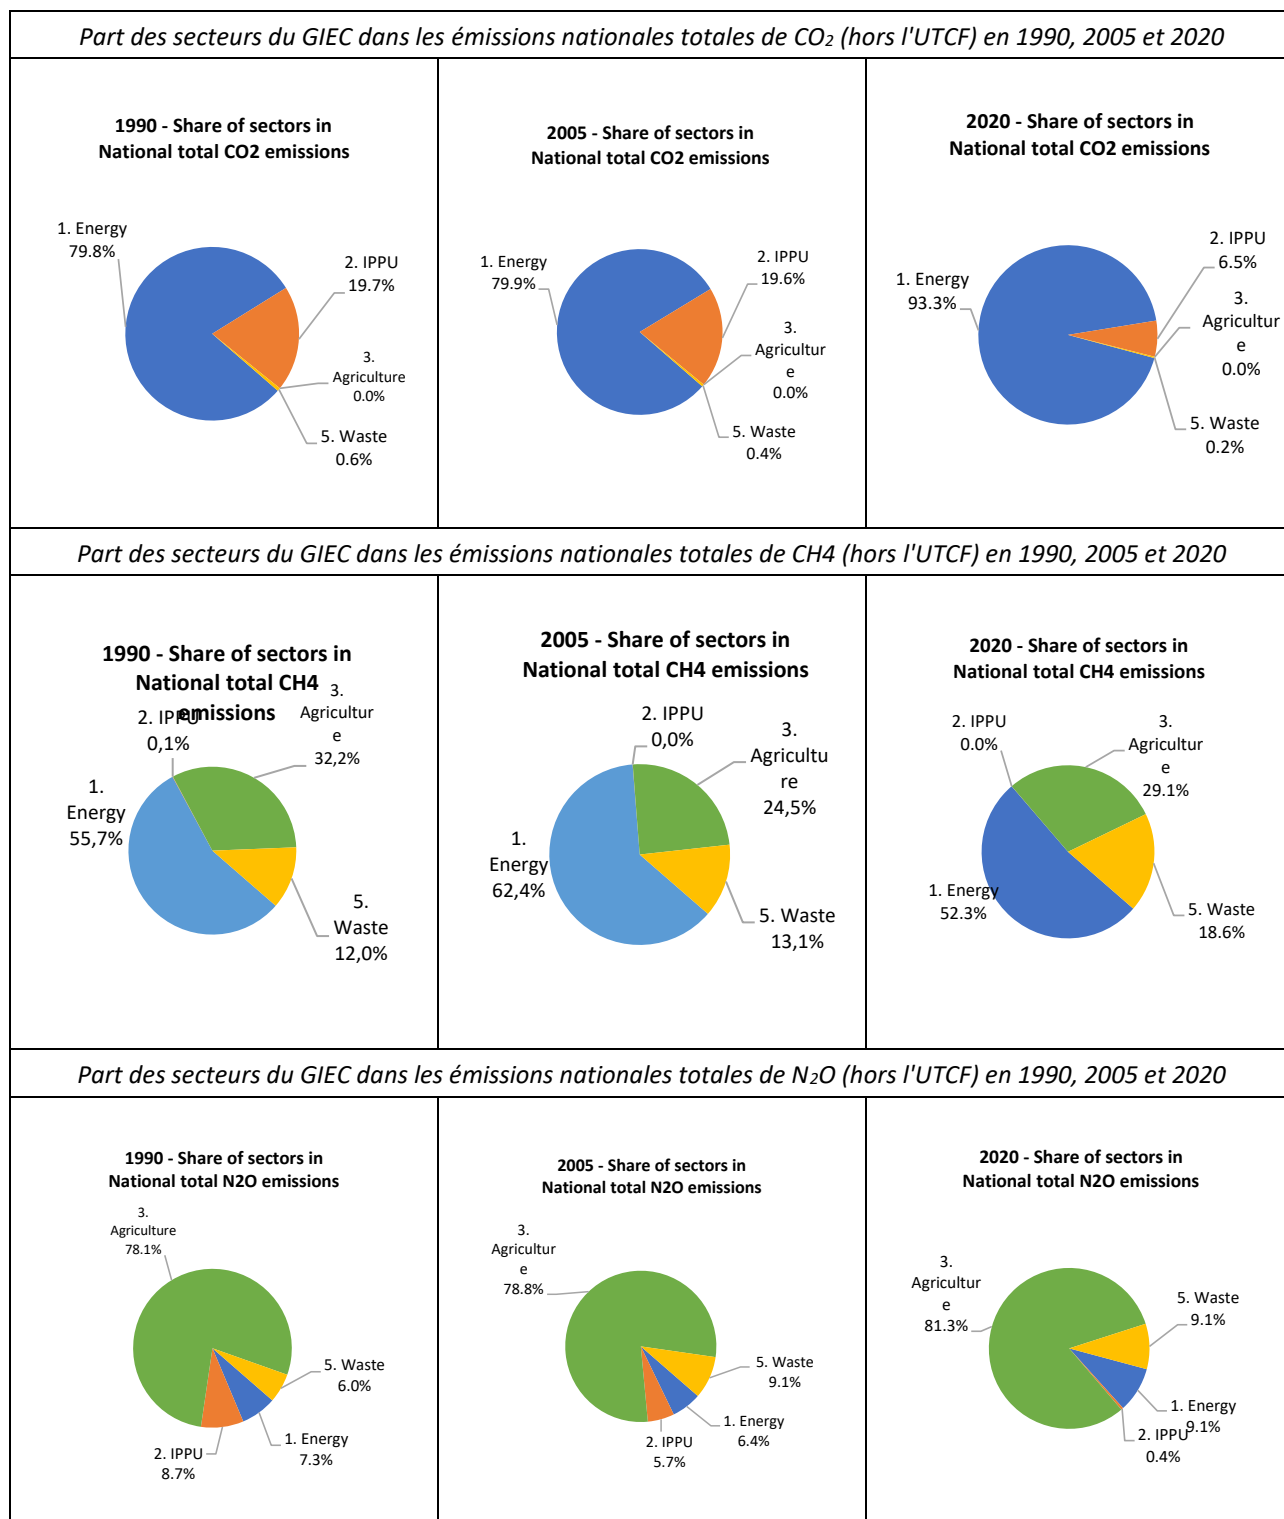 Part des secteurs du GIEC dans les émissions nationales totales de CO₂ (hors l'UTCF) en 1990, 2005 et 2020
1990 - Share of sectors in
National total CO2 emissions
1. Energy
79.8%
2. IPPU
19.7%
3.
Agriculture
0.0%
5. Waste
0.6%
2005 - Share of sectors in
National total CO2 emissions
1. Energy
79.9%
2. IPPU
19.6%
3.
Agricultur
e
0.0%
5. Waste
0.4%
2020 - Share of sectors in
National total CO2 emissions
1. Energy
93.3%
2. IPPU
6.5%
3.
Agricultur
e
0.0%
5. Waste
0.2%
Part des secteurs du GIEC dans les émissions nationales totales de CH4 (hors l'UTCF) en 1990, 2005 et 2020
1990 - Share of sectors in
National total CH4
emissions
2. IPPU
0,1%
3.
Agricultur
e
32,2%
1.
Energy
55,7%
5.
Waste
12,0%
2005 - Share of sectors in
National total CH4 emissions
2. IPPU
0,0%
3.
Agricultu
re
24,5%
1.
Energy
62,4%
5. Waste
13,1%
2020 - Share of sectors in
National total CH4 emissions
2. IPPU
0.0%
3.
Agricultur
e
29.1%
1. Energy
52.3%
5. Waste
18.6%
Part des secteurs du GIEC dans les émissions nationales totales de N₂O (hors l'UTCF) en 1990, 2005 et 2020
1990 - Share of sectors in
National total N2O emissions
3.
Agriculture
78.1%
5. Waste
6.0%
1. Energy
7.3%
2. IPPU
8.7%
2005 - Share of sectors in
National total N2O emissions
3.
Agricultur
e
78.8%
5. Waste
9.1%
1. Energy
6.4%
2. IPPU
5.7%
2020 - Share of sectors in
National total N2O emissions
3.
Agricultur
e
81.3%
5. Waste
9.1%
1. Energy
9.1%
2. IPPU
0.4%